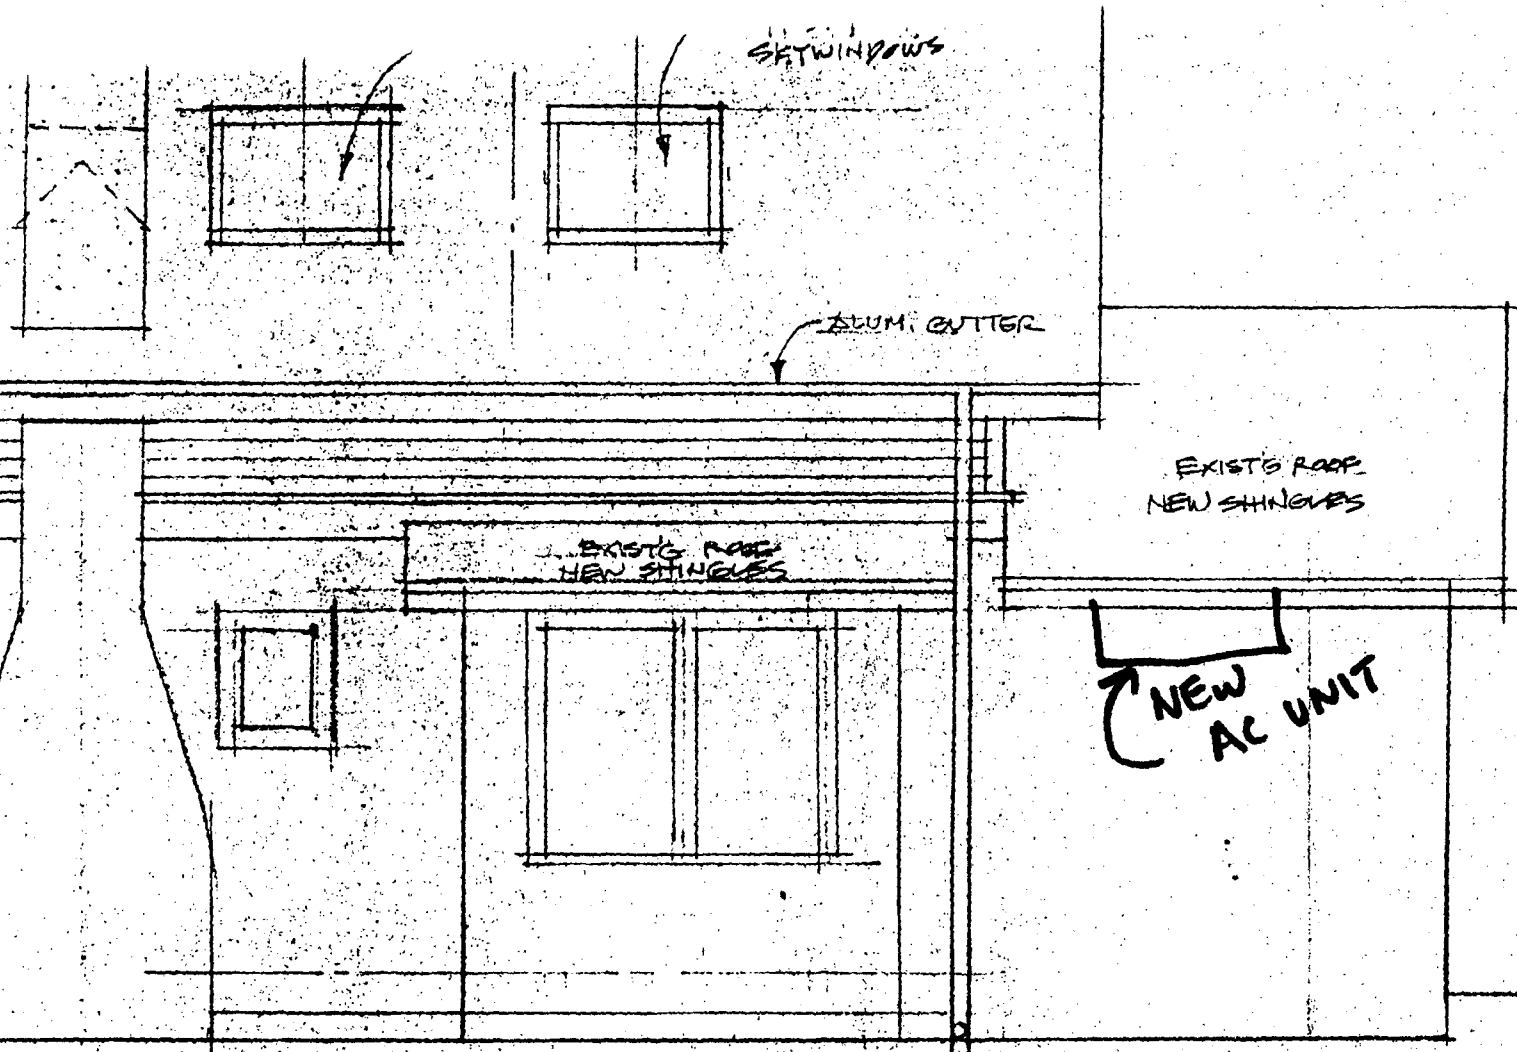 SKYWINDOWS
ALUM. GUTTER
EXIST'G ROOF
NEW SHINGLES
EXIST'G ROOF
NEW SHINGLES
NEW
AC UNIT